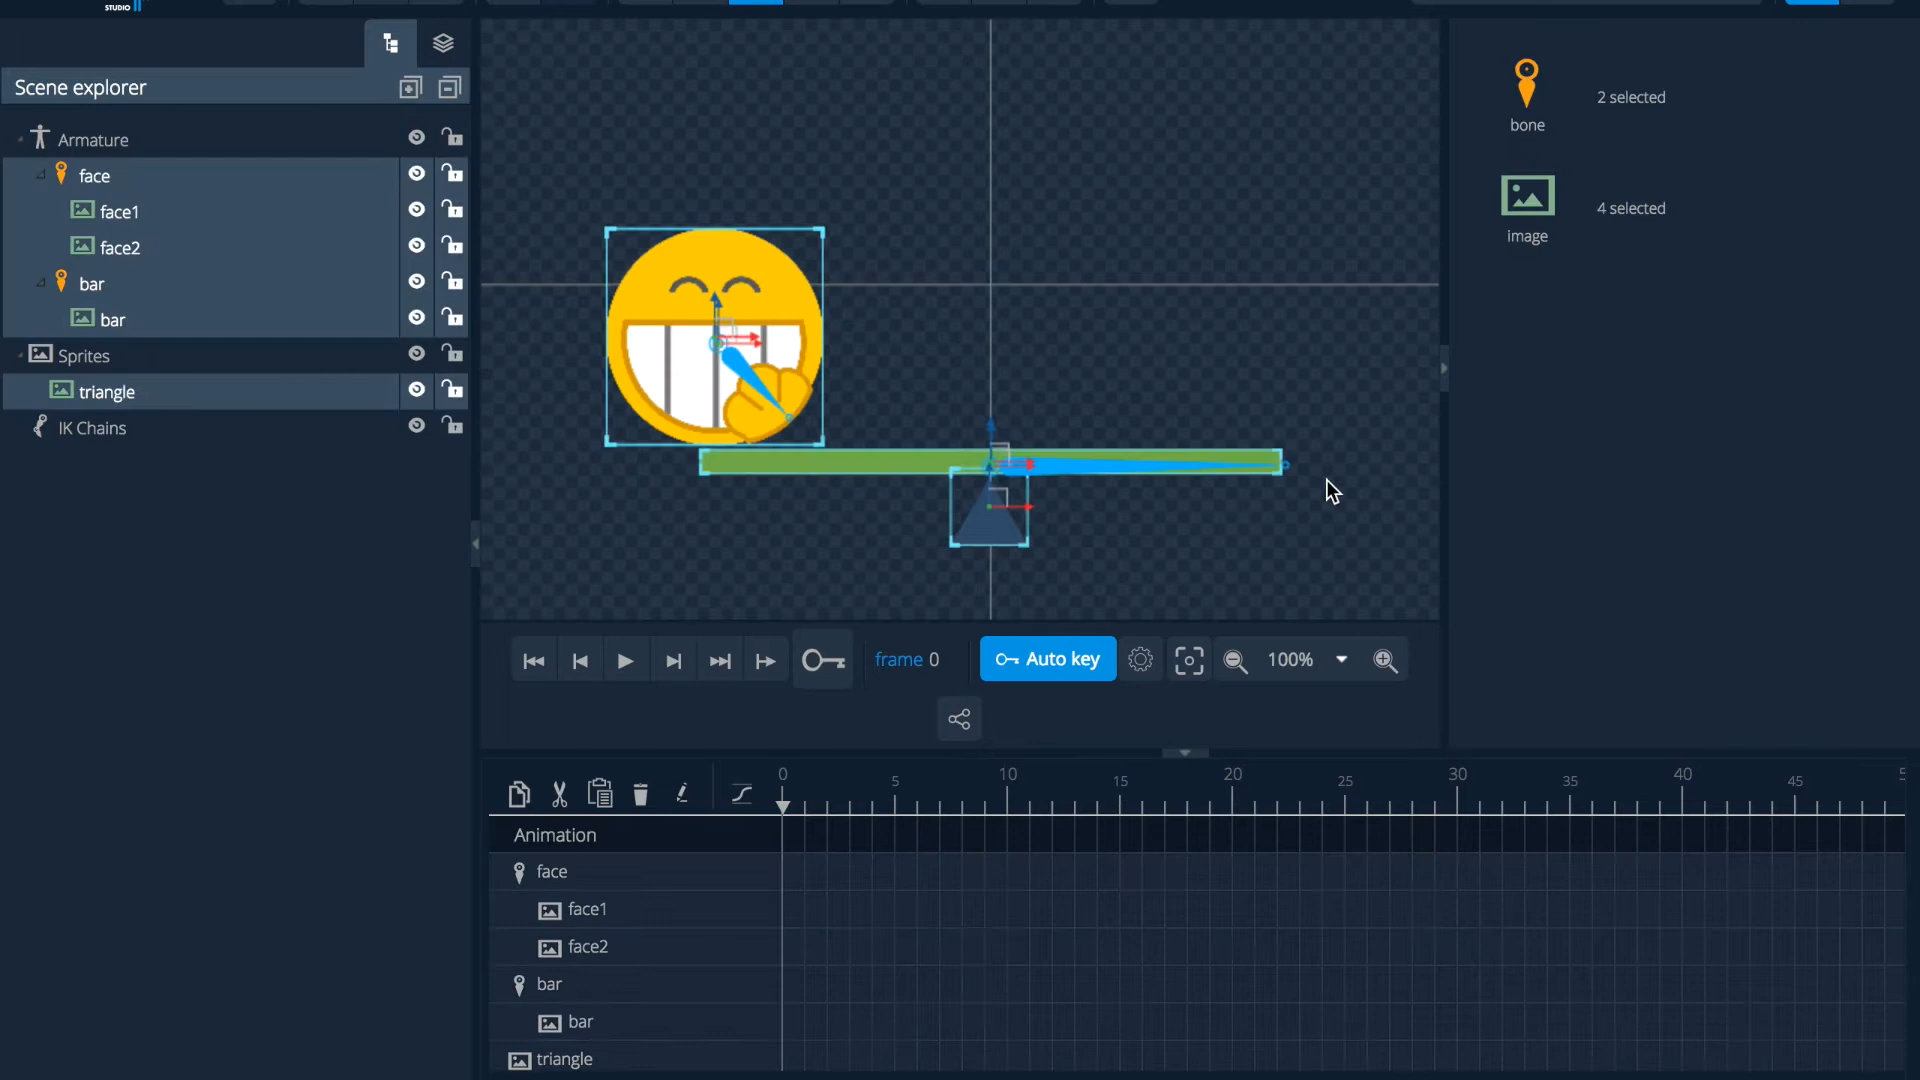 STUDIO
Scene explorer
Armature
face
face1
face2
bar
bar
Sprites
triangle
IK Chains
bone
2 selected
image
4 selected
frame 0
Auto key
100%
0 5 10 15 20 25 30 35 40 45
Animation
face
face1
face2
bar
bar
triangle